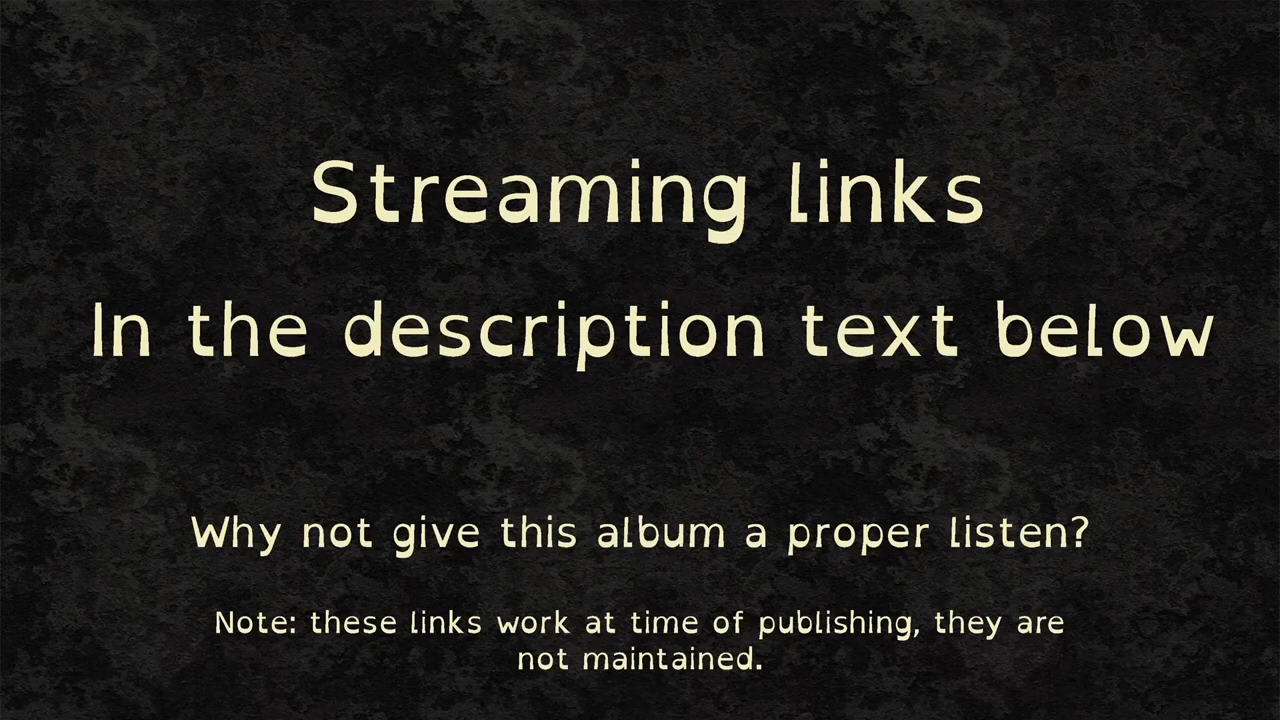 Streaming links
In the description text below
Why not give this album a proper listen?
Note: these links work at time of publishing, they are
not maintained.